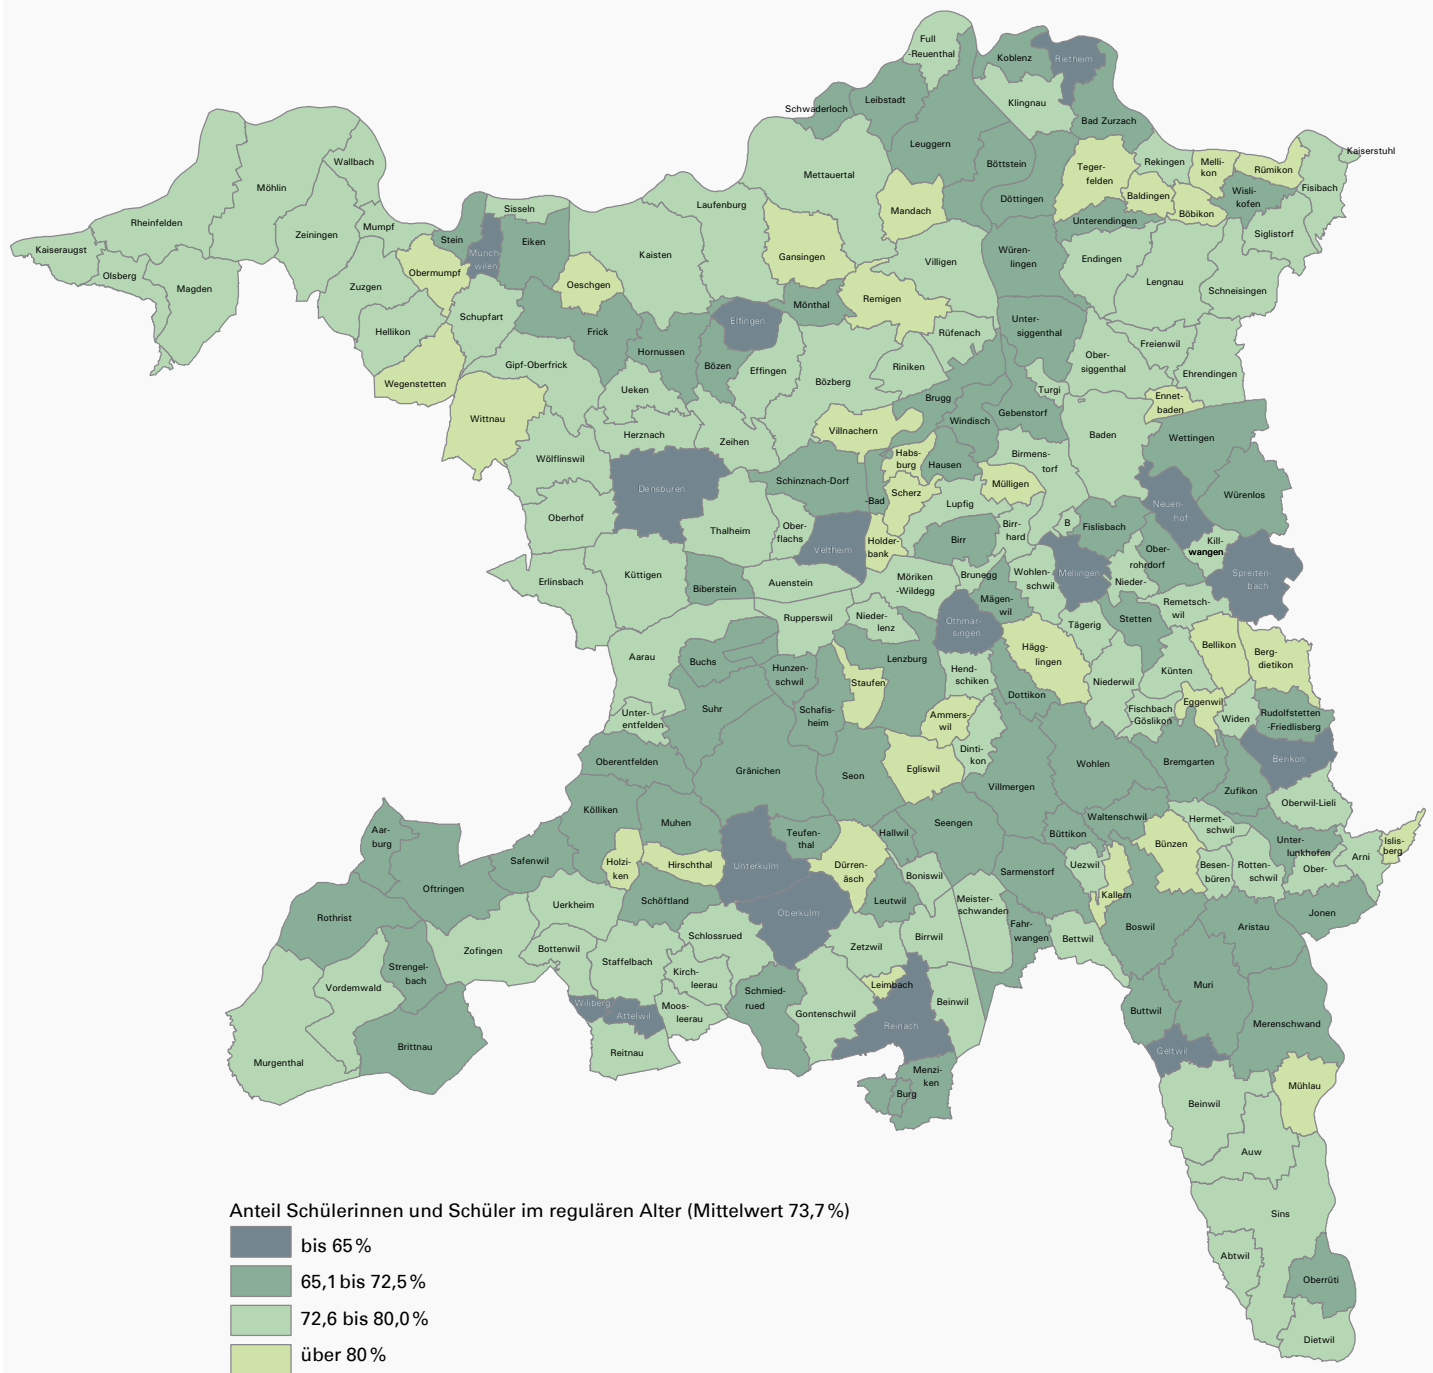 Full
-Reuenthal
Koblenz
Rietheim
Schwaderloch
Leibstadt
Klingnau
Bad Zurzach
Leuggern
Böttstein
Kaiserstuhl
Wallbach
Mettauertal
Teger-
felden
Rekingen
Melli-
kon
Rümikon
Möhlin
Fisibach
Wisli-
kofen
Baldingen
Böbikon
Döttingen
Mandach
Laufenburg
Sisseln
Rheinfelden
Mumpf
Zeiningen
Unterendingen
Siglistorf
Stein
Eiken
Münch-
wilen
Kaiseraugst
Kaisten
Gansingen
Villigen
Würen-
lingen
Endingen
Olsberg
Magden
Obermumpf
Zuzgen
Oeschgen
Lengnau
Schneisingen
Mönthal
Remigen
Schupfart
Elfingen
Unter-
siggenthal
Hellikon
Frick
Rüfenach
Freienwil
Hornussen
Bözen
Effingen
Gipf-Oberfrick
Riniken
Ober-
siggenthal
Ehrendingen
Wegenstetten
Bözberg
Ueken
Turgi
Ennet-
baden
Brugg
Gebenstorf
Wittnau
Windisch
Villnachern
Herznach
Zeihen
Baden
Wettingen
Wölflinswil
Habs-
burg
Hausen
Birmens-
torf
Densbüren
Schinznach-Dorf
-Bad
Scherz
Mülligen
Würenlos
Lupfig
Neuen-
hof
Oberhof
Thalheim
Ober-
flachs
Veltheim
Holder-
bank
Birr
Birr-
hard
B
Fislisbach
Kill-
wangen
Ober-
rohrdorf
Nieder-
Spreiten-
bach
Erlinsbach
Küttigen
Biberstein
Auenstein
Möriken
-Wildegg
Brunegg
Wohlen-
schwil
Mellingen
Mägen-
wil
Rupperswil
Nieder-
lenz
Othmar-
singen
Tägerig
Stetten
Remetsch-
wil
Aarau
Buchs
Hunzen-
schwil
Lenzburg
Staufen
Hend-
schiken
Hägg-
lingen
Bellikon
Berg-
dietikon
Künten
Niederwil
Dottikon
Suhr
Schafis-
heim
Unter-
entfelden
Ammers-
wil
Fischbach
-Göslikon
Eggenwil
Widen
Rudolfstetten
-Friedlisberg
Dinti-
kon
Oberentfelden
Gränichen
Seon
Egliswil
Villmergen
Wohlen
Bremgarten
Berikon
Zufikon
Oberwil-Lieli
Kölliken
Muhen
Teufen-
thal
Hallwil
Seengen
Büttikon
Waltenschwil
Hermet-
schwil
Aar-
burg
Safenwil
Holzi-
ken
Hirschthal
Unterkulm
Dürren-
äsch
Boniswil
Sarmenstorf
Uezwil
Bünzen
Besen-
büren
Rotten-
schwil
Unter-
lunkhofen
Ober-
Arni
Islis-
berg
Oftringen
Uerkheim
Schöftland
Oberkulm
Leutwil
Meister-
schwanden
Kallern
Rothrist
Jonen
Fahr-
wangen
Bettwil
Boswil
Aristau
Zofingen
Bottenwil
Schlossrued
Zetzwil
Birrwil
Staffelbach
Strengel-
bach
Vordemwald
Kirch-
leerau
Schmied-
rued
Leimbach
Muri
Wiliberg
Attelwil
Moos-
leerau
Gontenschwil
Beinwil
Reinach
Buttwil
Merenschwand
Brittnau
Murgenthal
Reitnau
Geltwil
Menzi-
ken
Burg
Mühlau
Beinwil
Auw
Sins
Abtwil
Oberrüti
Dietwil
Anteil Schülerinnen und Schüler im regulären Alter (Mittelwert 73,7 %)
bis 65 %
65,1 bis 72,5 %
72,6 bis 80,0 %
über 80 %